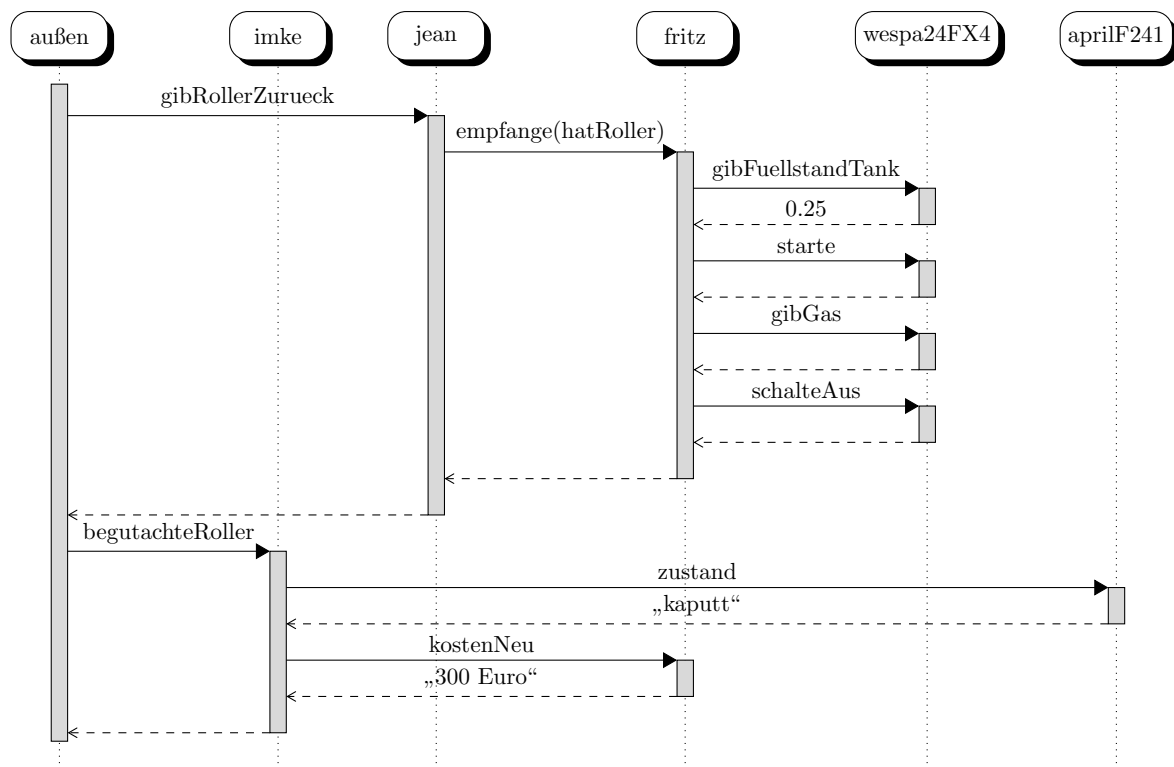 außen
imke
jean
fritz
wespa24FX4
aprilF241
gibRollerZurueck
empfange(hatRoller)
gibFuellstandTank
0.25
starte
gibGas
schalteAus
begutachteRoller
zustand
„kaputt“
kostenNeu
„300 Euro“